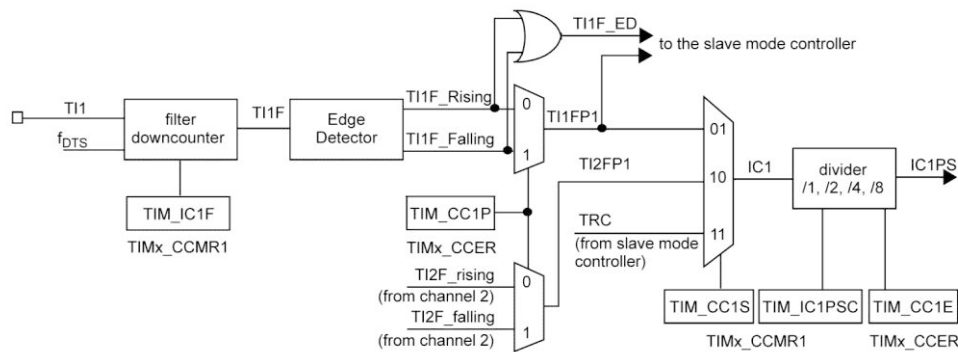 TI1F_ED
to the slave mode controller
TI1
TI1F
TI1F_Rising
0
TI1FP1
filter
downcounter
Edge
Detector
fDTS
TI1F_Falling
1
01
TI2FP1
10
IC1
divider
/1, /2, /4, /8
IC1PS
TIM_IC1F
TIMx_CCMR1
TIM_CC1P
TIMx_CCER
TRC
(from slave mode
controller)
11
TI2F_rising
(from channel 2)
0
TI2F_falling
(from channel 2)
1
TIM_CC1S
TIM_IC1PSC
TIM_CC1E
TIMx_CCMR1
TIMx_CCER